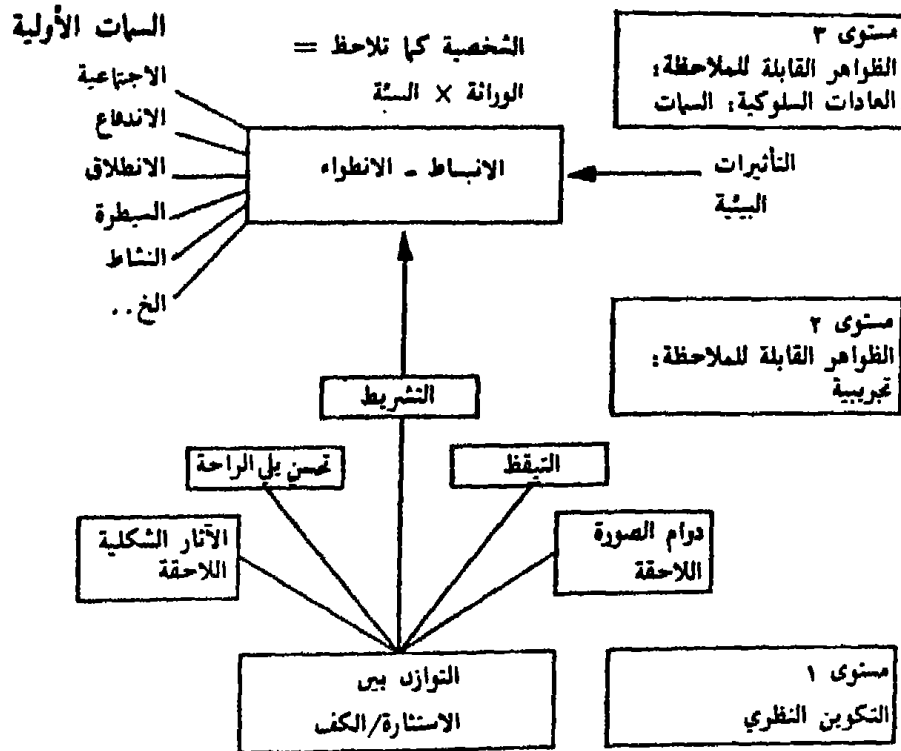 السمات الأولية
الشخصية كما تلاحظ =
الوراثة × السبئة
مستوى ٣
الظواهر القابلة للملاحظة:
العادات السلوكية: السمات
الاجتماعية
الاندفاع
الانطلاق
السيطرة
النشاط
الخ..
الانبساط - الانطواء
التأثيرات
البيئية
مستوى ٢
الظواهر القابلة للملاحظة:
تجريبية
التشريط
تحسن يلي الراحة
التيقظ
الآثار الشكلية
اللاحقة
دوام الصورة
اللاحقة
التوازن بين
الاستثارة/الكف
مستوى ١
التكوين النظري